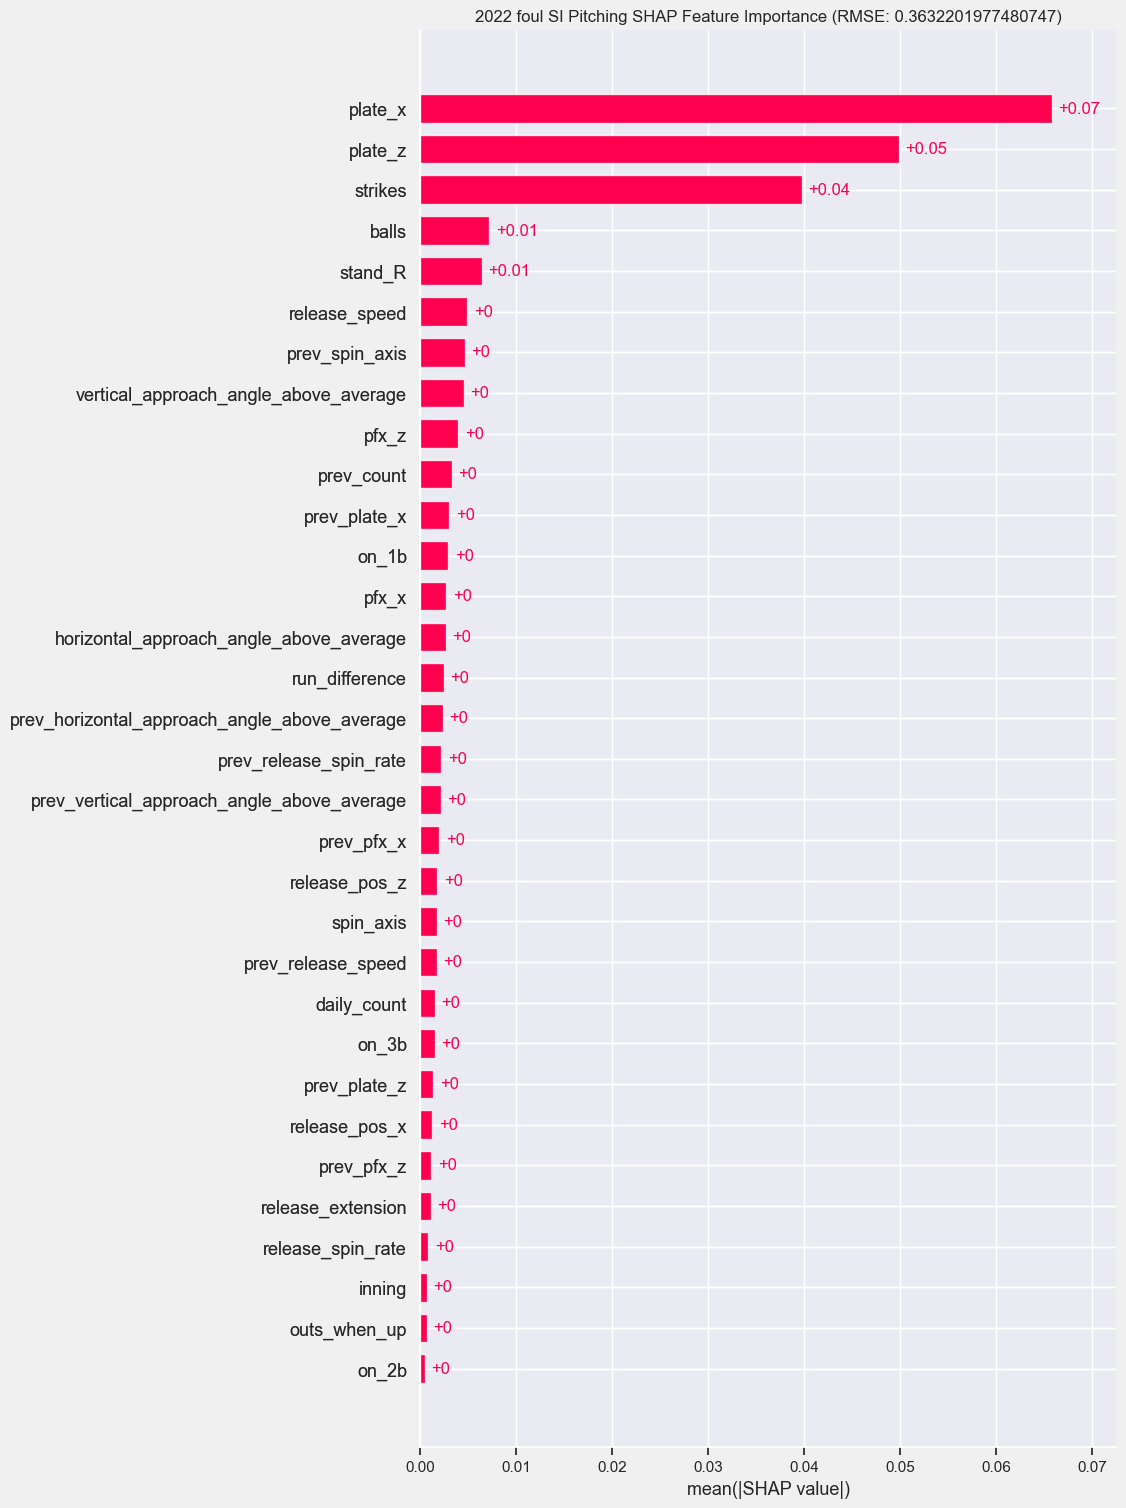 2022 foul SI Pitching SHAP Feature Importance (RMSE: 0.3632201977480747)
plate_x +0.07
plate_z +0.05
strikes +0.04
balls +0.01
stand_R +0.01
release_speed +0
prev_spin_axis +0
vertical_approach_angle_above_average +0
pfx_z +0
prev_count +0
prev_plate_x +0
on_1b +0
pfx_x +0
horizontal_approach_angle_above_average +0
run_difference +0
prev_horizontal_approach_angle_above_average +0
prev_release_spin_rate +0
prev_vertical_approach_angle_above_average +0
prev_pfx_x +0
release_pos_z +0
spin_axis +0
prev_release_speed +0
daily_count +0
on_3b +0
prev_plate_z +0
release_pos_x +0
prev_pfx_z +0
release_extension +0
release_spin_rate +0
inning +0
outs_when_up +0
on_2b +0
0.00 0.01 0.02 0.03 0.04 0.05 0.06 0.07
mean(|SHAP value|)